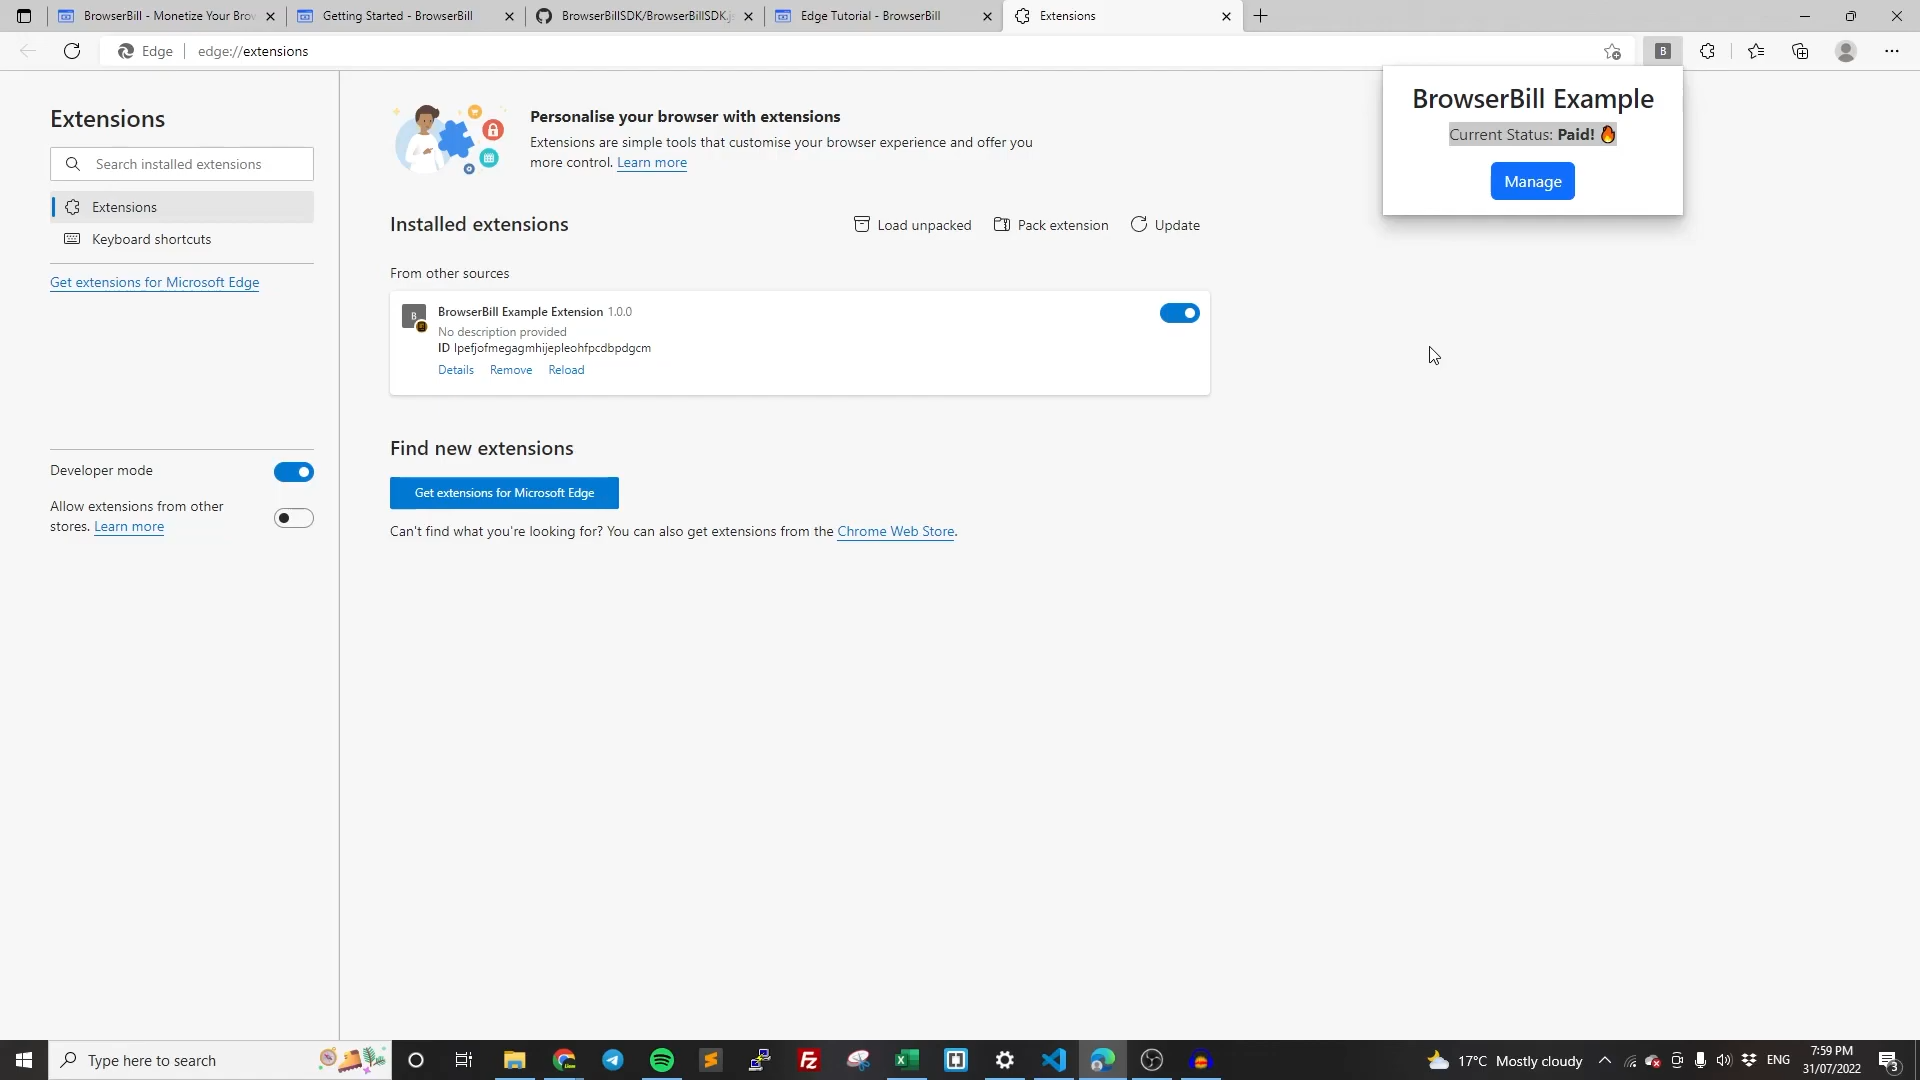 BrowserBill - Monetize Your Brow
Getting Started - BrowserBill
BrowserBillSDK/BrowserBillSDK.js
Edge Tutorial - BrowserBill
Extensions
Edge
edge://extensions
B
BrowserBill Example
Current Status: Paid! 🔥
Manage
Extensions
Search installed extensions
Extensions
Keyboard shortcuts
Get extensions for Microsoft Edge
Developer mode
Allow extensions from other
stores. Learn more
Personalise your browser with extensions
Extensions are simple tools that customise your browser experience and offer you
more control. Learn more
Installed extensions
Load unpacked
Pack extension
Update
From other sources
B
BrowserBill Example Extension 1.0.0
No description provided
ID lpefjofmegagmhijepleohfpcdbpdgcm
Details Remove Reload
Find new extensions
Get extensions for Microsoft Edge
Can't find what you're looking for? You can also get extensions from the Chrome Web Store.
Type here to search
17°C Mostly cloudy
ENG
7:59 PM
31/07/2022
3